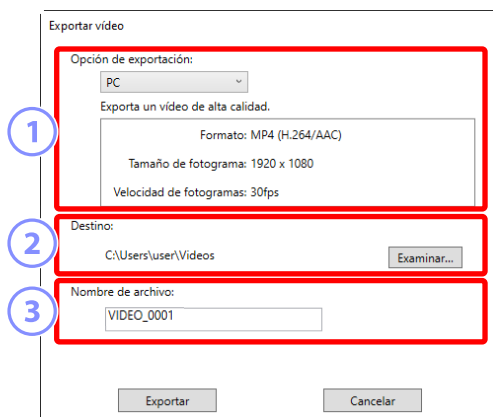 Exportar vídeo
Opción de exportación:
PC
Exporta un vídeo de alta calidad.
1
Formato: MP4 (H.264/AAC)
Tamaño de fotograma: 1920 x 1080
Velocidad de fotogramas: 30fps
Destino:
2
C:\Users\user\Videos
Examinar...
Nombre de archivo:
3
VIDEO_0001
Exportar
Cancelar